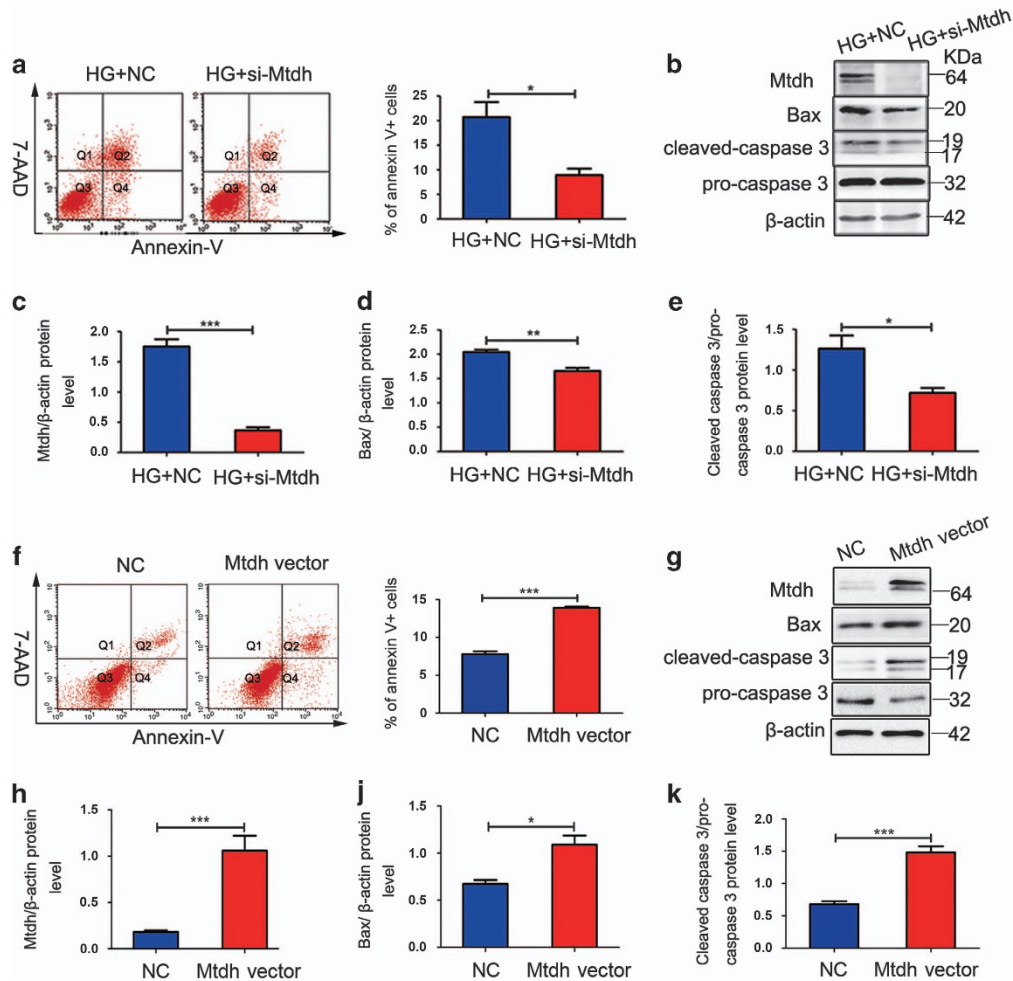 a
HG+NC
HG+si-Mtdh
7-AAD
Q1
Q2
Q3
Q4
Q1
Q2
Q3
Q4
Annexin-V
% of annexin V+ cells
25
20
15
10
5
0
*
HG+NC
HG+si-Mtdh
b
HG+NC
HG+si-Mtdh
KDa
Mtdh
64
Bax
20
cleaved-caspase 3
19
17
pro-caspase 3
32
β-actin
42
c
Mtdh/β-actin protein
level
2.0
1.5
1.0
0.5
0.0
***
HG+NC
HG+si-Mtdh
d
Bax/ β-actin protein
level
2.5
2.0
1.5
1.0
0.5
0.0
**
HG+NC
HG+si-Mtdh
e
Cleaved caspase 3/pro-
caspase 3 protein level
1.5
1.0
0.5
0.0
*
HG+NC
HG+si-Mtdh
f
NC
Mtdh vector
7-AAD
Q1
Q2
Q3
Q4
Q1
Q2
Q3
Q4
Annexin-V
% of annexin V+ cells
15
10
5
0
***
NC
Mtdh vector
g
NC
Mtdh vector
Mtdh
64
Bax
20
cleaved-caspase 3
19
17
pro-caspase 3
32
β-actin
42
h
Mtdh/β-actin protein
level
1.5
1.0
0.5
0.0
***
NC
Mtdh vector
j
Bax/ β-actin protein
level
1.5
1.0
0.5
0.0
*
NC
Mtdh vector
k
Cleaved caspase 3/pro-
caspase 3 protein level
2.0
1.5
1.0
0.5
0.0
***
NC
Mtdh vector